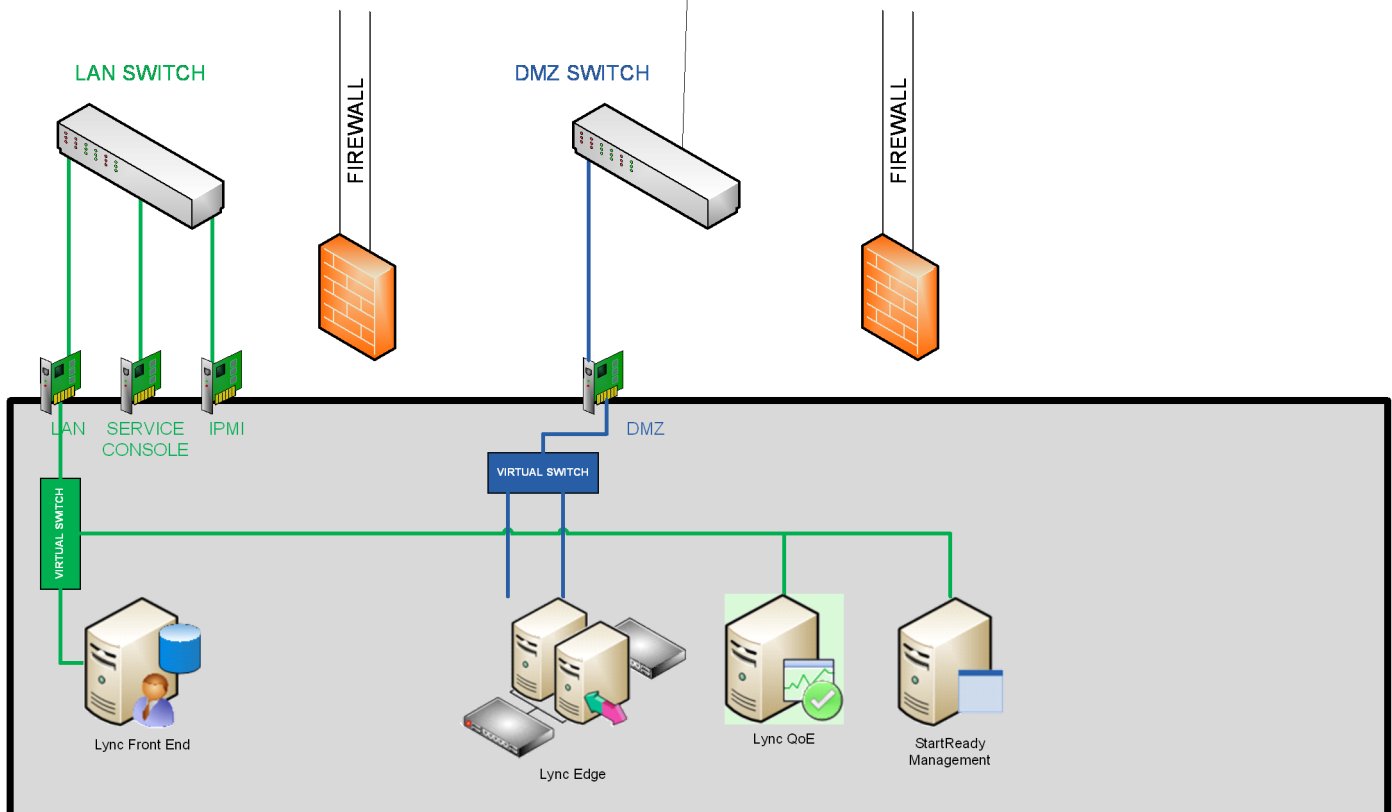 LAN SWITCH
FIREWALL
DMZ SWITCH
FIREWALL
LAN
SERVICE
CONSOLE
IPMI
DMZ
VIRTUAL SWITCH
VIRTUAL SWITCH
Lync Front End
Lync Edge
Lync QoE
StartReady
Management